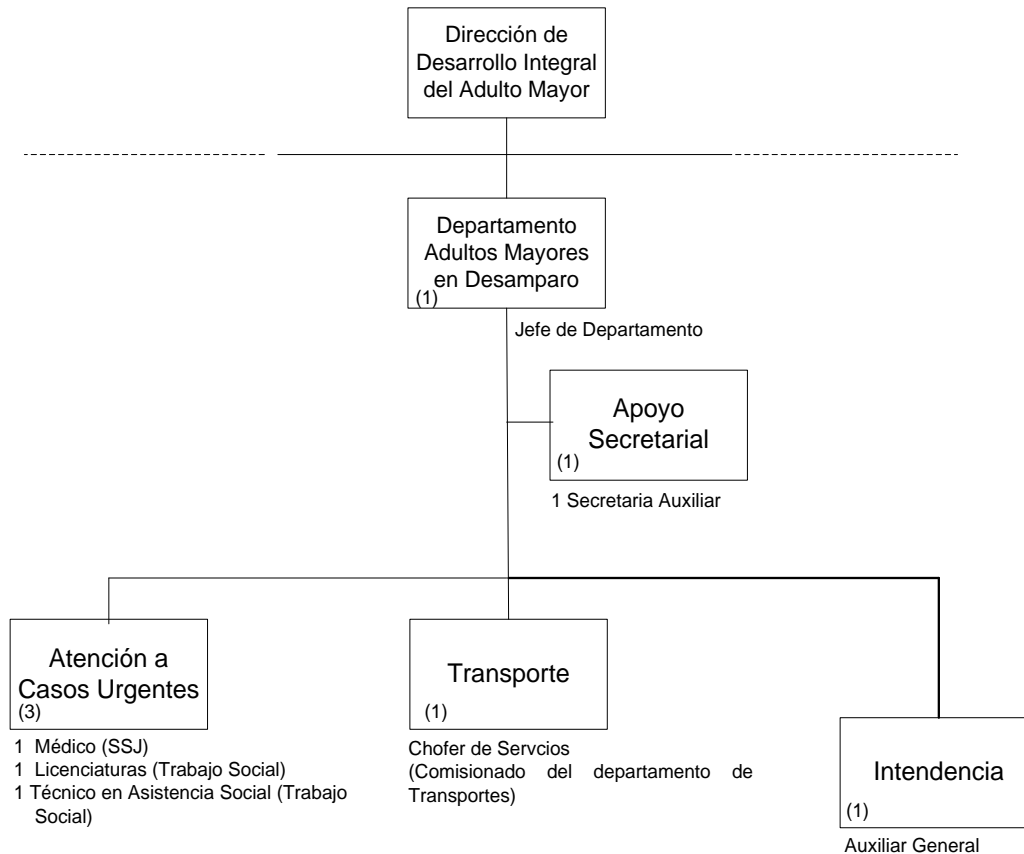 Dirección de
Desarrollo Integral
del Adulto Mayor
Departamento
Adultos Mayores
en Desamparo
(1)
Jefe de Departamento
Apoyo
Secretarial
(1)
1 Secretaria Auxiliar
Atención a
Casos Urgentes
(3)
1 Médico (SSJ)
1 Licenciaturas (Trabajo Social)
1 Técnico en Asistencia Social (Trabajo
Social)
Transporte
(1)
Chofer de Servcios
(Comisionado del departamento de
Transportes)
Intendencia
(1)
Auxiliar General